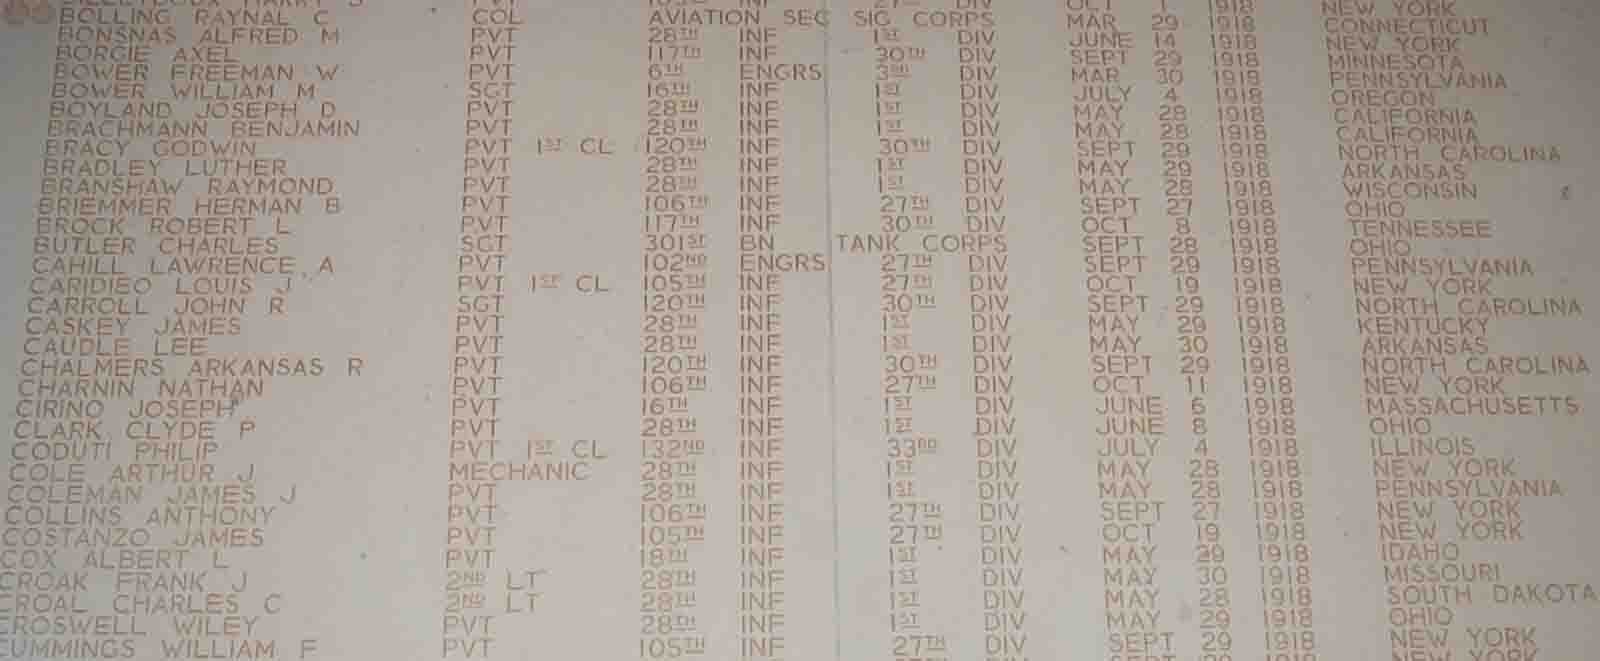 BOLLING RAYNAL C COL AVIATION SEC SIG CORPS MAR 29 1918 CONNECTICUT
BONSNAS ALFRED M PVT 28TH INF 1ST DIV JUNE 14 1918 NEW YORK
BORGIE AXEL PVT 117TH INF 30TH DIV SEPT 29 1918 MINNESOTA
BOWER FREEMAN W PVT 6TH ENGRS 3RD DIV MAR 30 1918 PENNSYLVANIA
BOWER WILLIAM M SGT 16TH INF 1ST DIV JULY 4 1918 OREGON
BOYLAND JOSEPH D PVT 28TH INF 1ST DIV MAY 28 1918 CALIFORNIA
BRACHMANN BENJAMIN PVT 28TH INF 1ST DIV MAY 28 1918 CALIFORNIA
BRACY GODWIN PVT 1ST CL 120TH INF 30TH DIV SEPT 29 1918 NORTH CAROLINA
BRADLEY LUTHER PVT 28TH INF 1ST DIV MAY 29 1918 ARKANSAS
BRANSHAW RAYMOND PVT 28TH INF 1ST DIV MAY 28 1918 WISCONSIN
BRIEMMER HERMAN B PVT 106TH INF 27TH DIV SEPT 27 1918 OHIO
BROCK ROBERT L PVT 117TH INF 30TH DIV OCT 8 1918 TENNESSEE
BUTLER CHARLES SGT 301ST BN TANK CORPS SEPT 28 1918 OHIO
CAHILL LAWRENCE A PVT 102ND ENGRS 27TH DIV SEPT 29 1918 PENNSYLVANIA
CARIDIEO LOUIS J PVT 1ST CL 105TH INF 27TH DIV OCT 19 1918 NEW YORK
CARROLL JOHN R SGT 120TH INF 30TH DIV SEPT 29 1918 NORTH CAROLINA
CASKEY JAMES PVT 28TH INF 1ST DIV MAY 29 1918 KENTUCKY
CAUDLE LEE PVT 28TH INF 1ST DIV MAY 30 1918 ARKANSAS
CHALMERS ARKANSAS R PVT 120TH INF 30TH DIV SEPT 29 1918 NORTH CAROLINA
CHARNIN NATHAN PVT 106TH INF 27TH DIV OCT 11 1918 NEW YORK
CIRINO JOSEPH PVT 16TH INF 1ST DIV JUNE 6 1918 MASSACHUSETTS
CLARK CLYDE P PVT 28TH INF 1ST DIV JUNE 8 1918 OHIO
CODUTI PHILIP PVT 1ST CL 132ND INF 33RD DIV JULY 4 1918 ILLINOIS
COLE ARTHUR J MECHANIC 28TH INF 1ST DIV MAY 28 1918 NEW YORK
COLEMAN JAMES J PVT 28TH INF 1ST DIV MAY 28 1918 PENNSYLVANIA
COLLINS ANTHONY PVT 106TH INF 27TH DIV SEPT 27 1918 NEW YORK
COSTANZO JAMES PVT 105TH INF 27TH DIV OCT 19 1918 NEW YORK
COX ALBERT L PVT 18TH INF 1ST DIV MAY 29 1918 IDAHO
CROAK FRANK J 2ND LT 28TH INF 1ST DIV MAY 30 1918 MISSOURI
CROAL CHARLES C 2ND LT 28TH INF 1ST DIV MAY 28 1918 SOUTH DAKOTA
CROSWELL WILEY PVT 28TH INF 1ST DIV MAY 29 1918 OHIO
CUMMINGS WILLIAM F PVT 105TH INF 27TH DIV SEPT 29 1918 NEW YORK